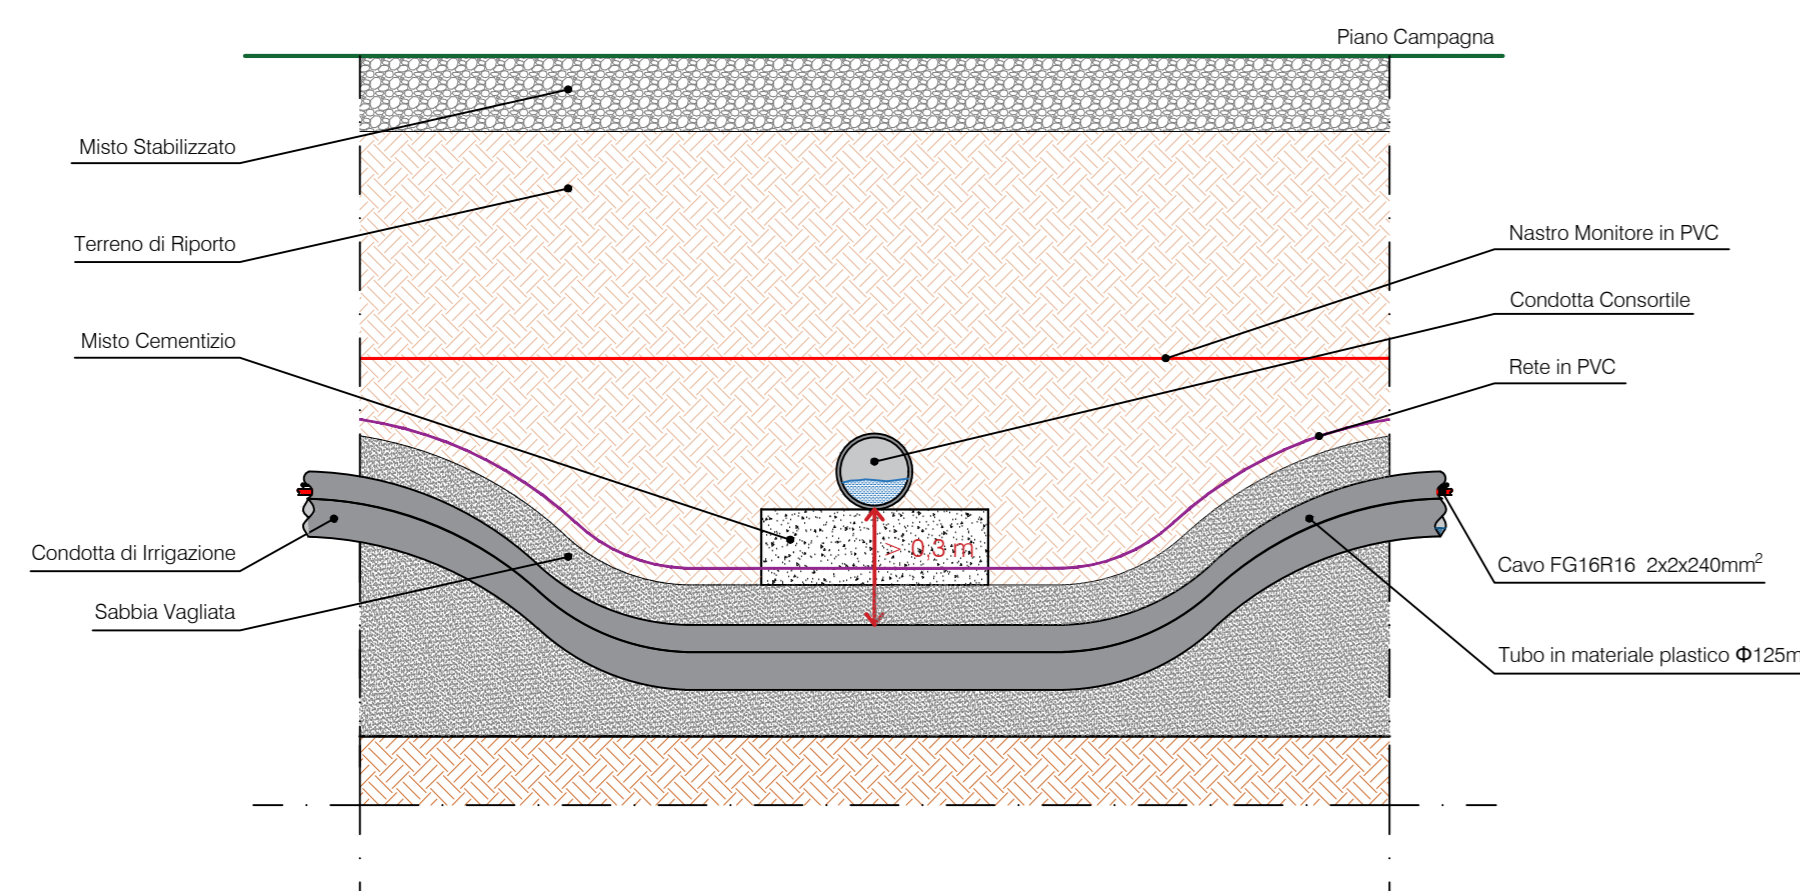 Piano Campagna
Misto Stabilizzato
Terreno di Riporto
Nastro Monitore in PVC
Condotta Consortile
Misto Cementizio
Rete in PVC
> 0,3 m
Condotta di Irrigazione
Cavo FG16R16 2x2x240mm²
Sabbia Vagliata
Tubo in materiale plastico Φ125m